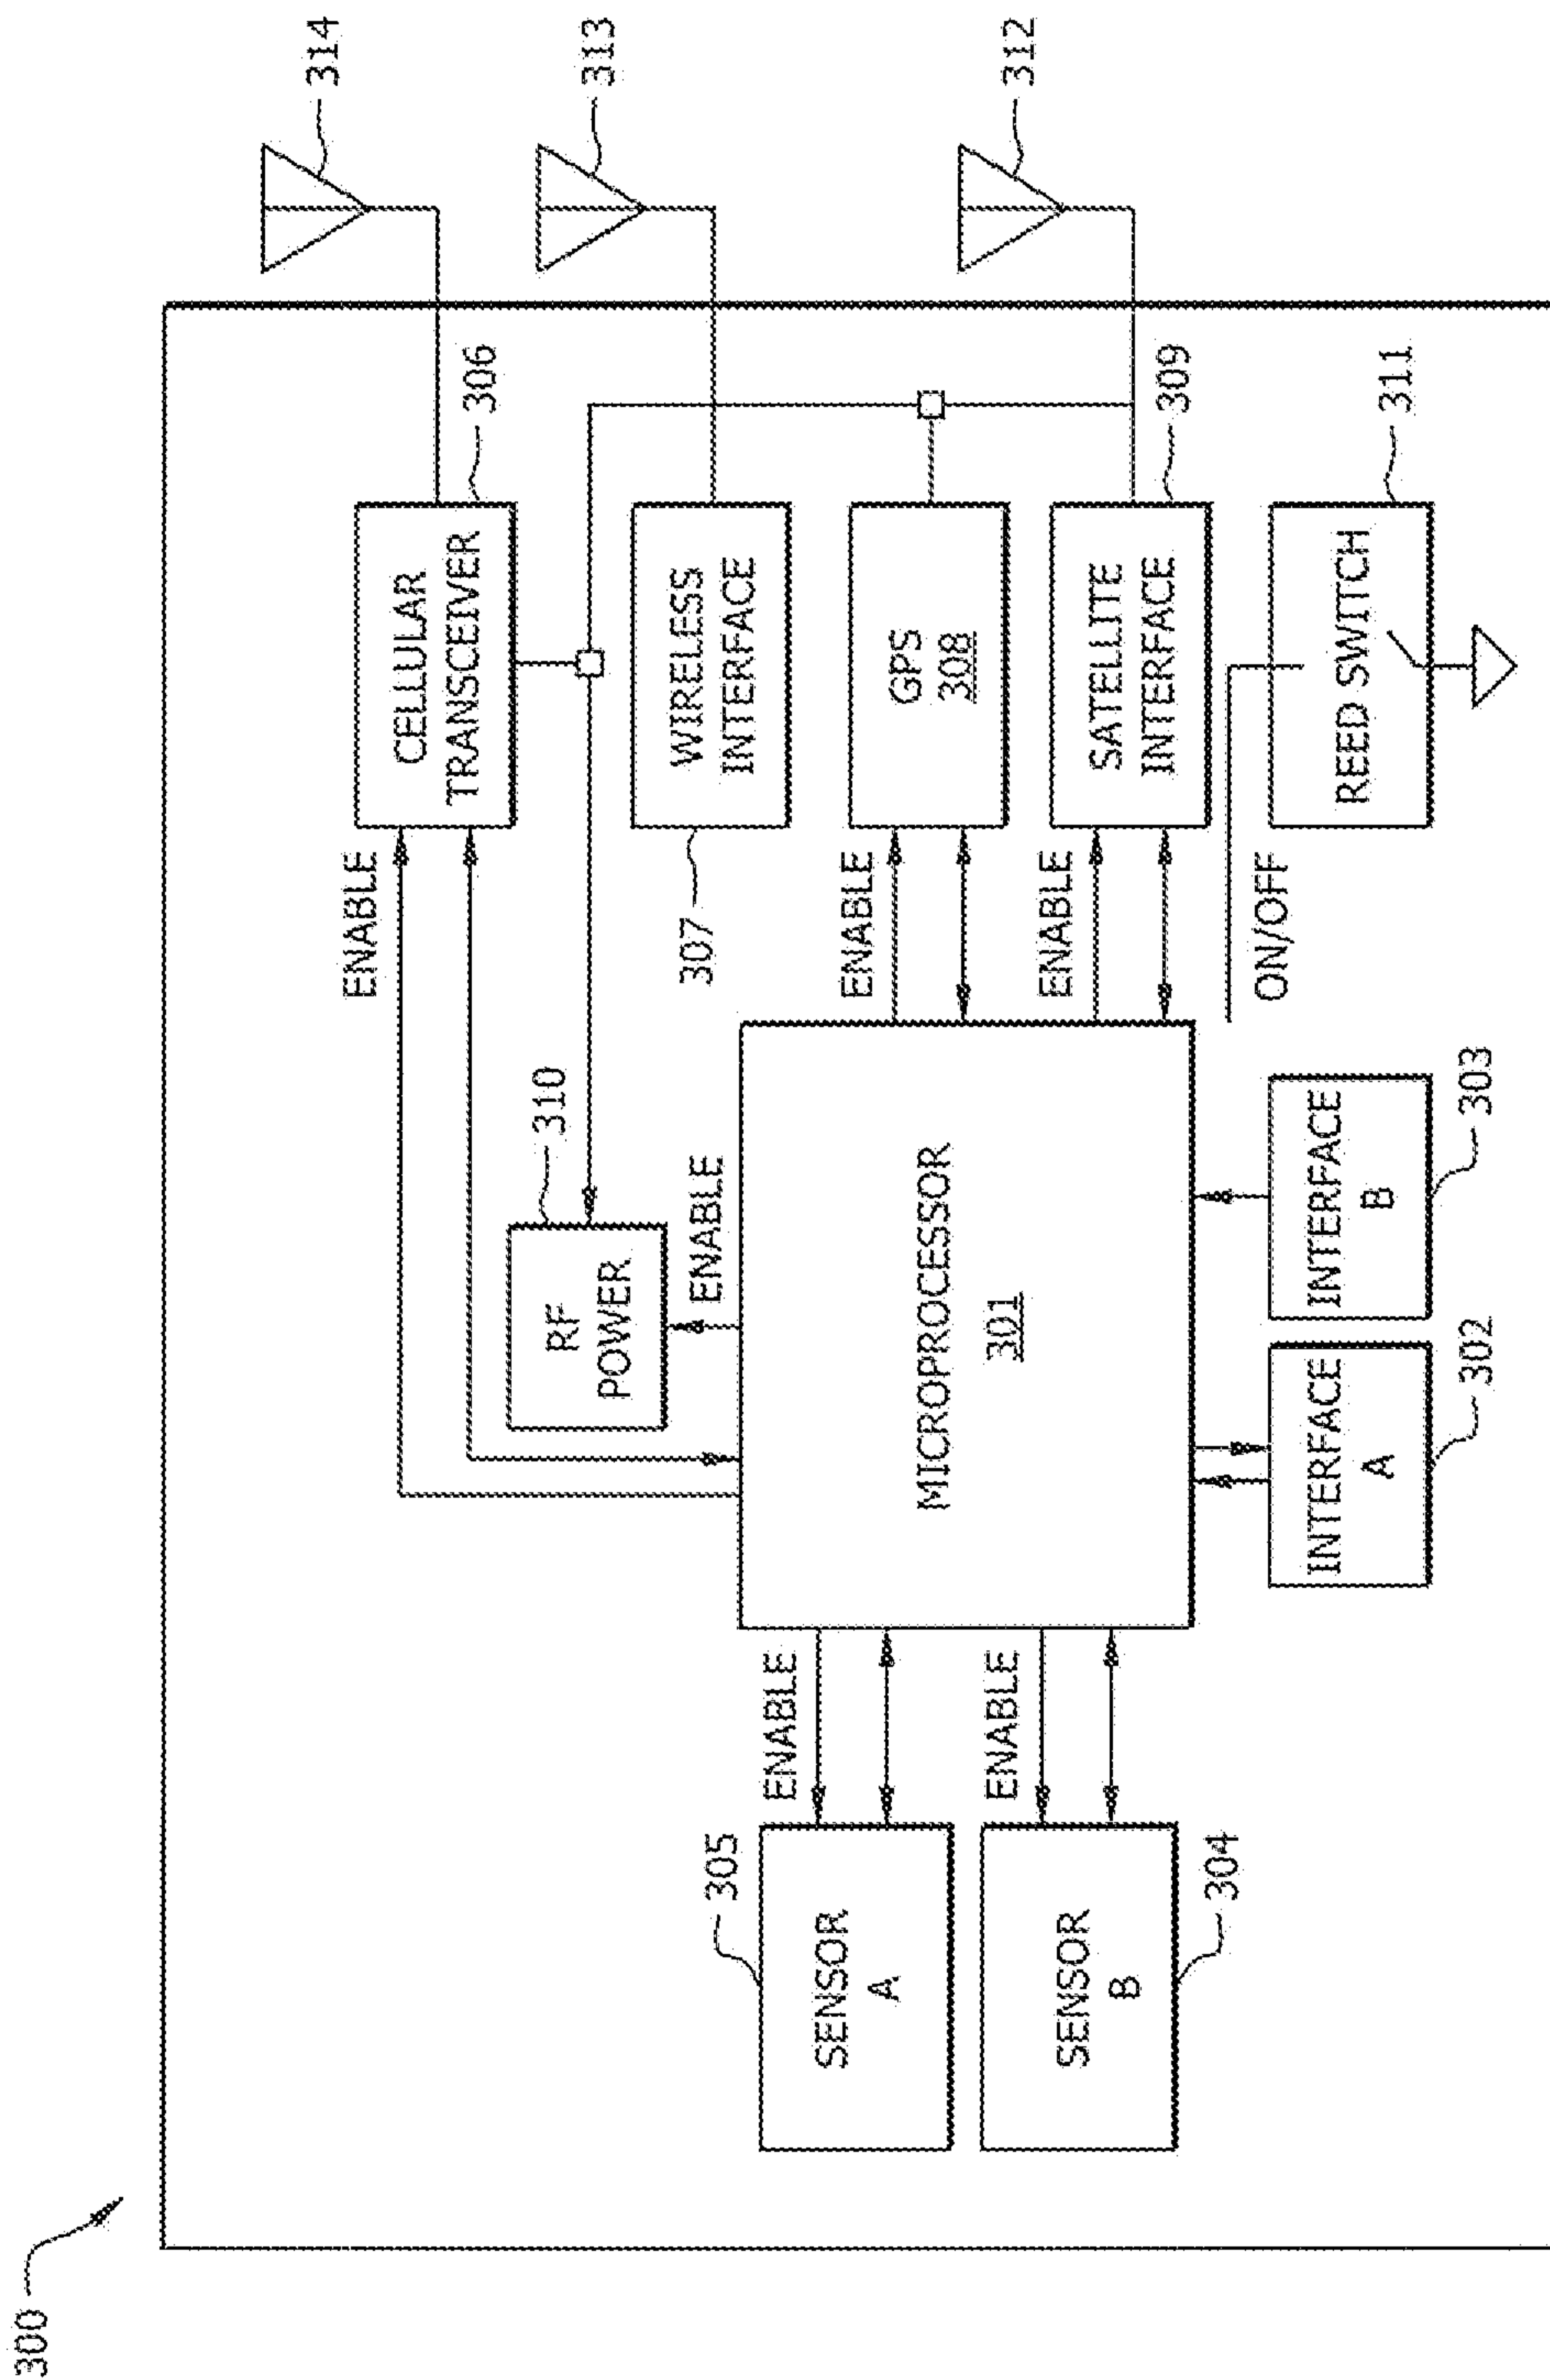 300
314
313
312
ENABLE
CELLULAR
TRANSCEIVER
306
310
RF
POWER
ENABLE
WIRELESS
INTERFACE
307
305
SENSOR
A
ENABLE
MICROPROCESSOR
301
ENABLE
GPS
308
SENSOR
B
304
ENABLE
ENABLE
SATELLITE
INTERFACE
309
ON/OFF
REED SWITCH
311
INTERFACE
A
302
INTERFACE
B
303